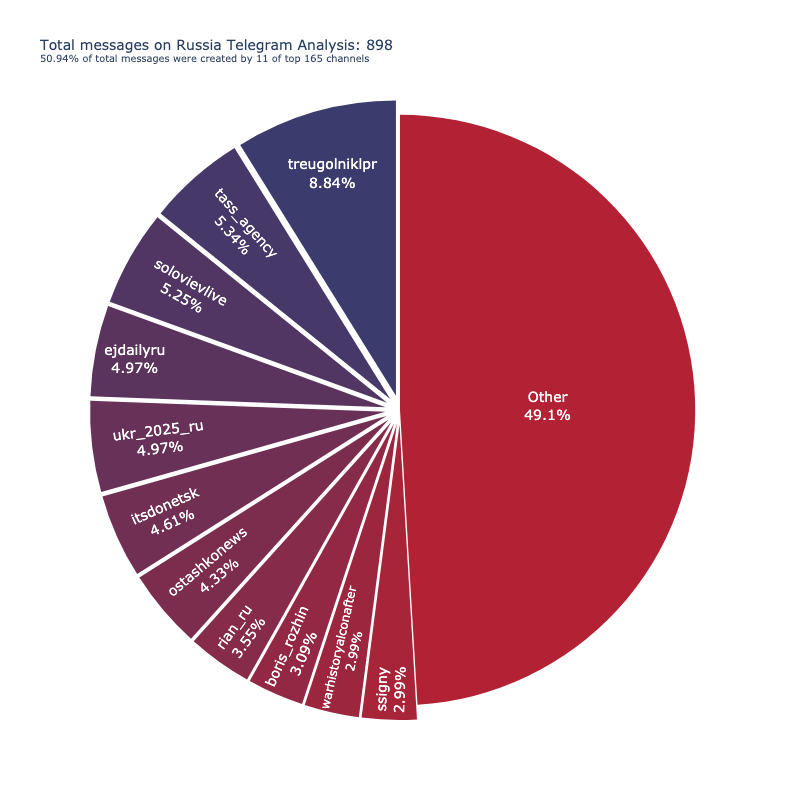 Total messages on Russia Telegram Analysis: 898
50.94% of total messages were created by 11 of top 165 channels
treugolniklpr
8.84%
tass_agency
5.34%
solovievlive
5.25%
ejdailyru
4.97%
ukr_2025_ru
4.97%
itsdonetsk
4.61%
ostashkonews
4.33%
rian_ru
3.55%
boris_rozhin
3.09%
warhistoryalconafter
2.99%
ssigny
2.99%
Other
49.1%